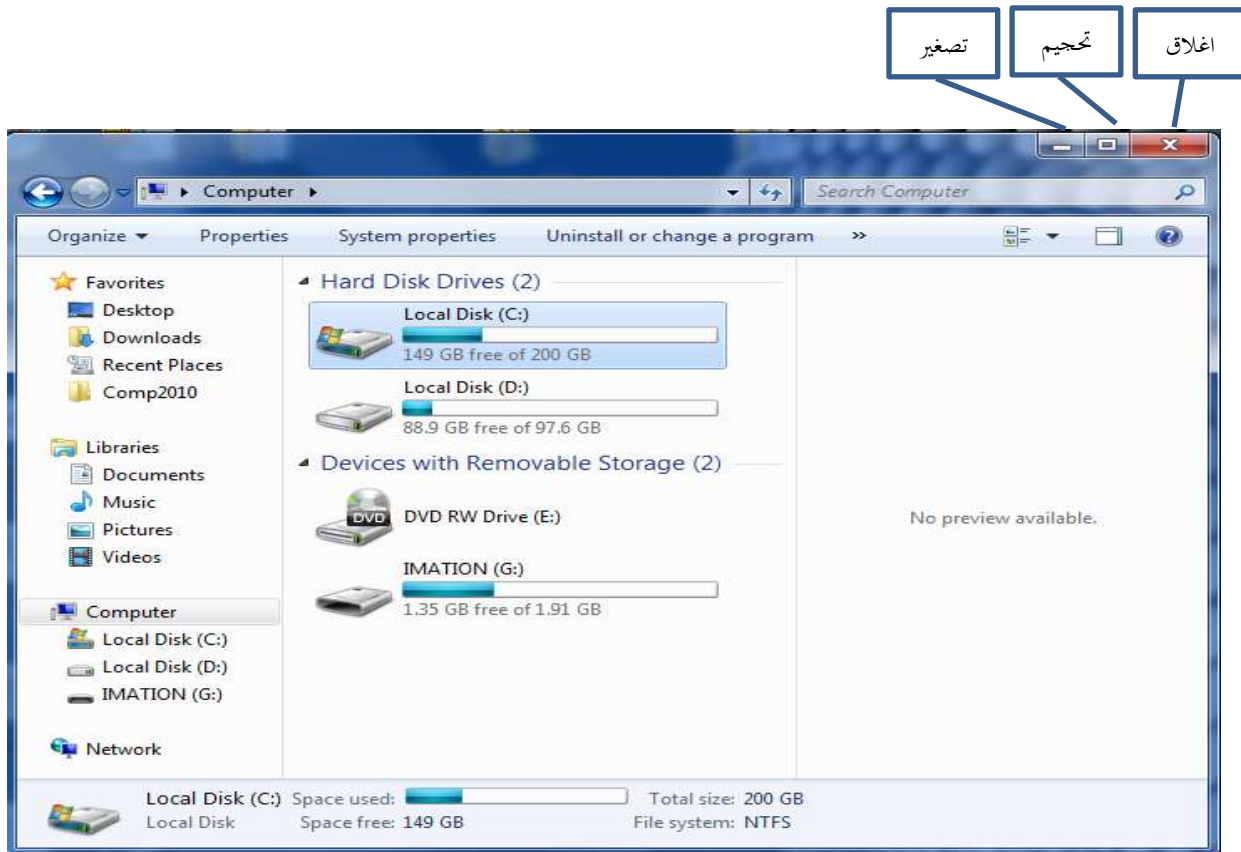 اغلاق
تحجيم
تصغير
Computer
Search Computer
Organize Properties System properties Uninstall or change a program »
Favorites
Desktop
Downloads
Recent Places
Comp2010
Libraries
Documents
Music
Pictures
Videos
Computer
Local Disk (C:)
Local Disk (D:)
IMATION (G:)
Network
Hard Disk Drives (2)
Local Disk (C:)
149 GB free of 200 GB
Local Disk (D:)
88.9 GB free of 97.6 GB
Devices with Removable Storage (2)
DVD
DVD RW Drive (E:)
IMATION (G:)
1.35 GB free of 1.91 GB
No preview available.
Local Disk (C:) Space used: Total size: 200 GB
Local Disk Space free: 149 GB File system: NTFS